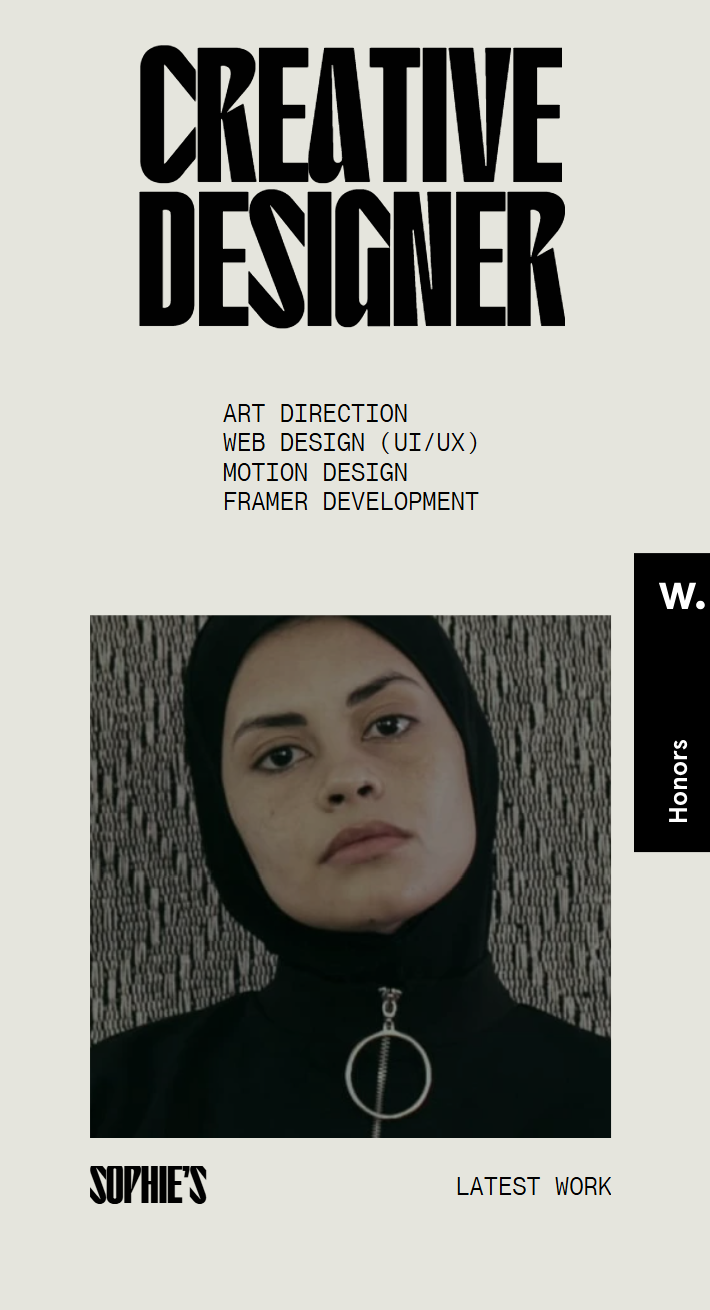 CREATIVE
DESIGNER
ART DIRECTION
WEB DESIGN (UI/UX)
MOTION DESIGN
FRAMER DEVELOPMENT
W.
Honors
SOPHIE'S
LATEST WORK